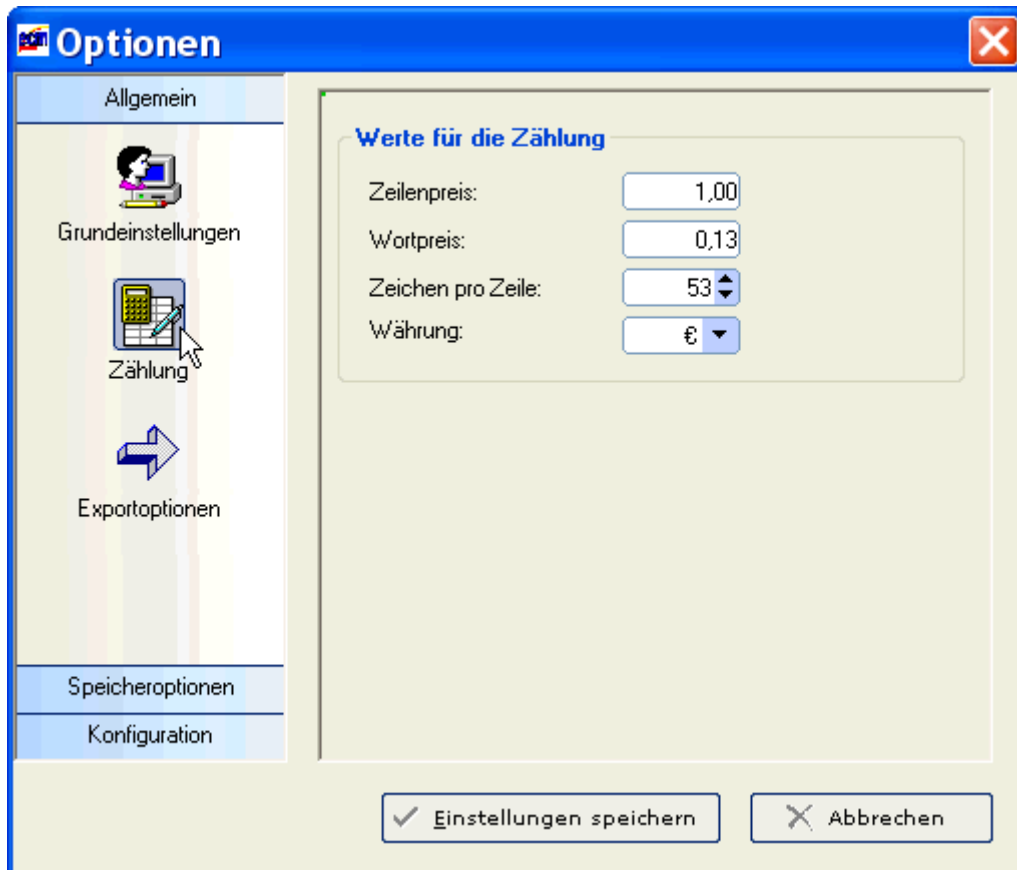 Optionen
Allgemein
Grundeinstellungen
Zählung
Exportoptionen
Speicheroptionen
Konfiguration
Werte für die Zählung
Zeilenpreis: 1,00
Wortpreis: 0,13
Zeichen pro Zeile: 53
Währung: €
Einstellungen speichern
Abbrechen